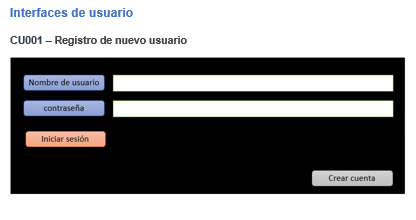 Interfaces de usuario
CU001 – Registro de nuevo usuario
Nombre de usuario
contraseña
Iniciar sesión
Crear cuenta